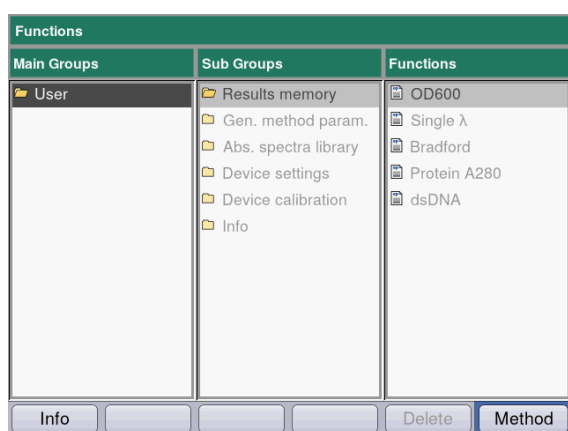 Functions
Main Groups
Sub Groups
Functions
User
Results memory
Gen. method param.
Abs. spectra library
Device settings
Device calibration
Info
OD600
Single λ
Bradford
Protein A280
dsDNA
Info
Delete
Method